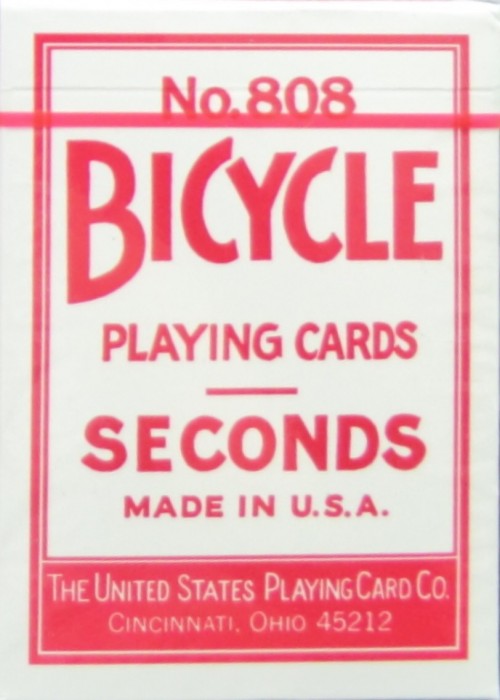 No. 808
BICYCLE
PLAYING CARDS
SECONDS
MADE IN U.S.A.
THE UNITED STATES PLAYING CARD CO.
CINCINNATI, OHIO 45212